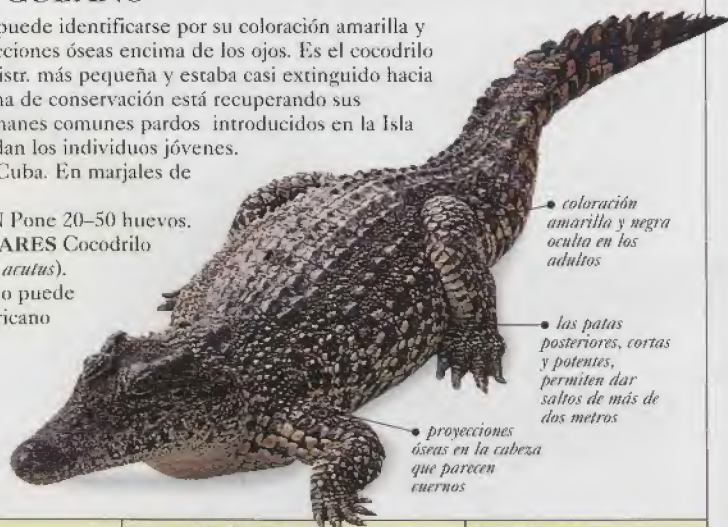 puede identificarse por su coloración amarilla y
cciones óseas encima de los ojos. Es el cocodrilo
istr. más pequeña y estaba casi extinguido hacia
na de conservación está recuperando sus
nanes comunes pardos introducidos en la Isla
dan los individuos jóvenes.
Cuba. En marjales de
N Pone 20–50 huevos.
ARES Cocodrilo
acutus).
o puede
ricano
coloración
amarilla y negra
oculta en los
adultos
las patas
posteriores, cortas
y potentes,
permiten dar
saltos de más de
dos metros
proyecciones
óseas en la cabeza
que parecen
cuernos